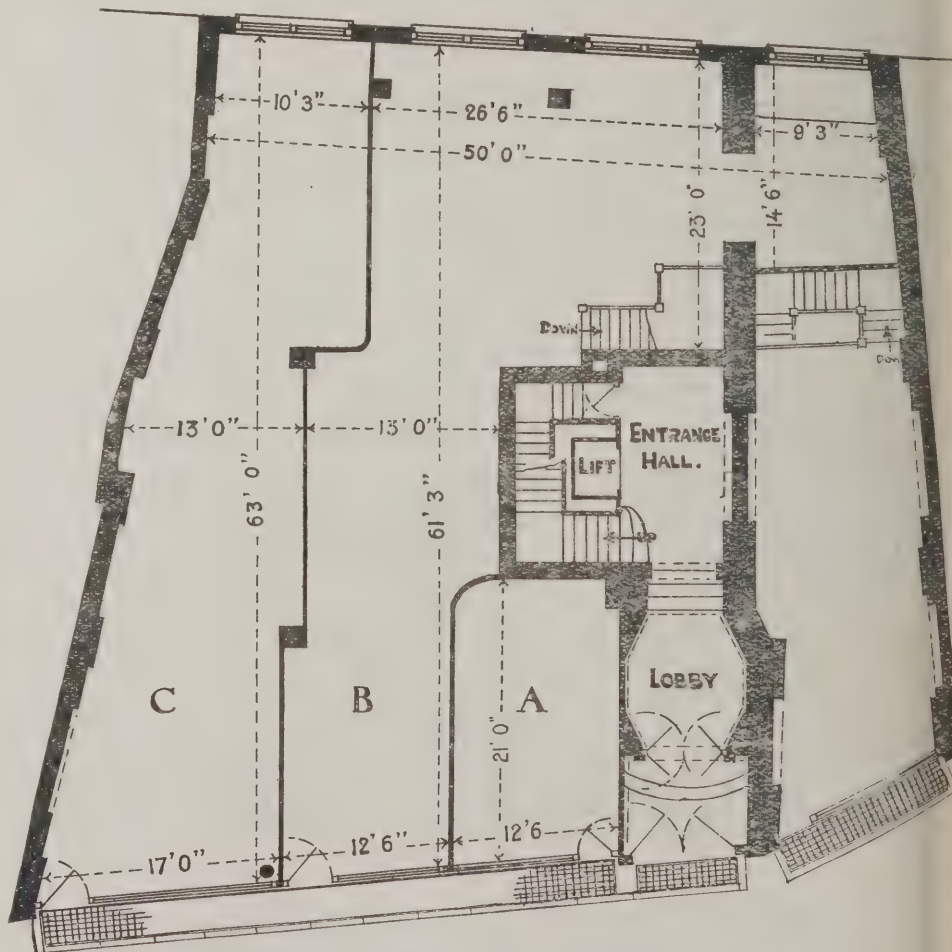 10'3"
26'6"
9'3"
50'0"
23'0"
14'6"
DOWN
13'0"
13'0"
ENTRANCE
HALL.
LIFT
63' 0"
61' 3"
UP
C
B
A
LOBBY
21'0"
17'0"
12'6"
12'6